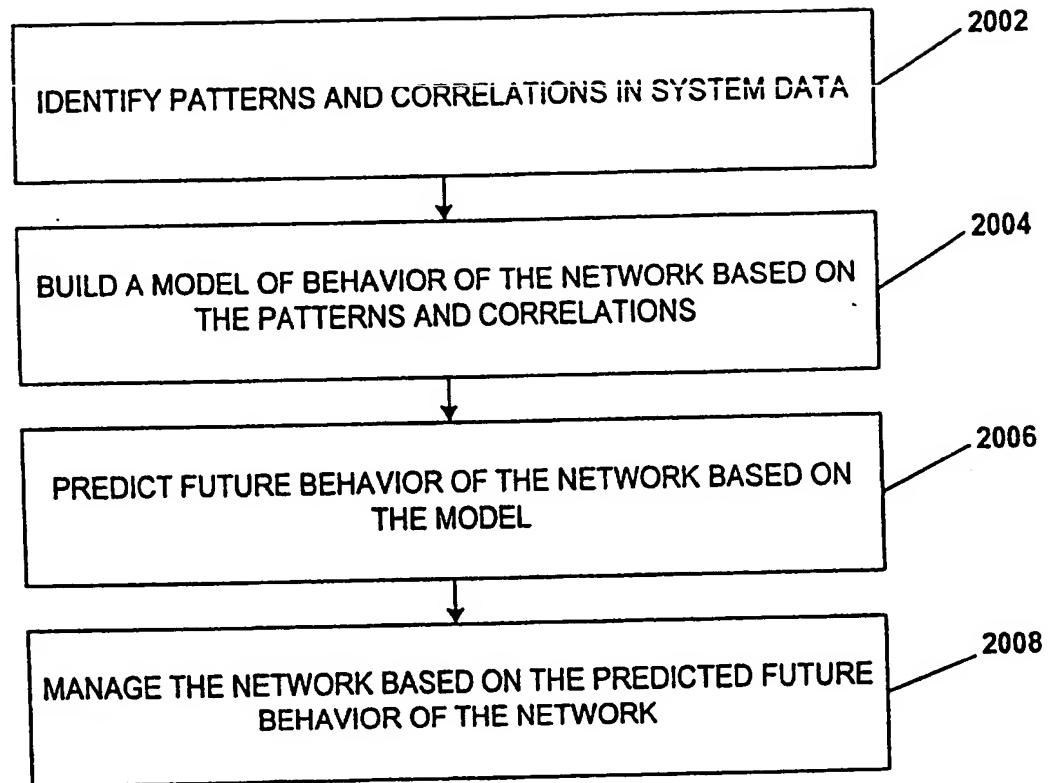 2002
IDENTIFY PATTERNS AND CORRELATIONS IN SYSTEM DATA
2004
BUILD A MODEL OF BEHAVIOR OF THE NETWORK BASED ON
THE PATTERNS AND CORRELATIONS
2006
PREDICT FUTURE BEHAVIOR OF THE NETWORK BASED ON
THE MODEL
2008
MANAGE THE NETWORK BASED ON THE PREDICTED FUTURE
BEHAVIOR OF THE NETWORK